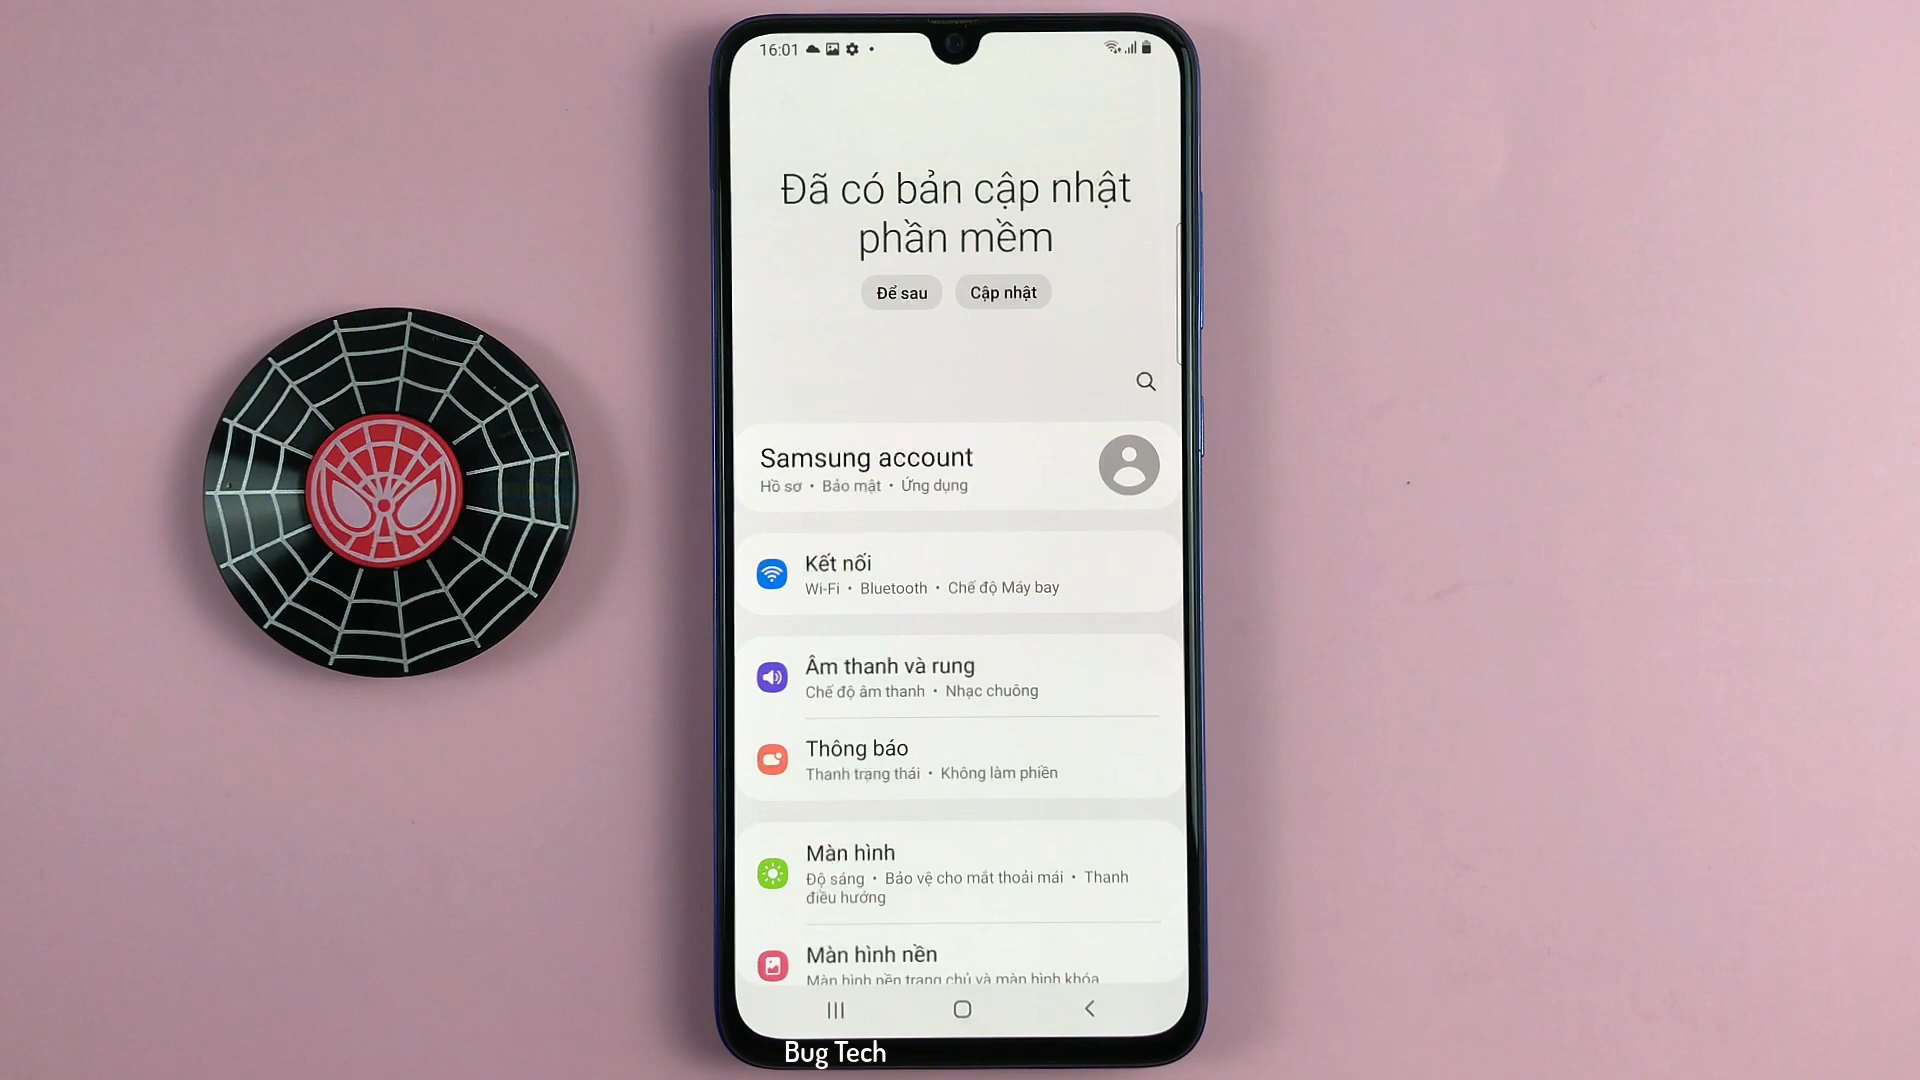 16:01
Đã có bản cập nhật
phần mềm
Để sau
Cập nhật
Samsung account
Hồ sơ • Bảo mật • Ứng dụng
Kết nối
Wi-Fi • Bluetooth • Chế độ Máy bay
Âm thanh và rung
Chế độ âm thanh • Nhạc chuông
Thông báo
Thanh trạng thái • Không làm phiền
Màn hình
Độ sáng • Bảo vệ cho mắt thoải mái • Thanh
điều hướng
Màn hình nền
Màn hình nền trang chủ và màn hình khóa
Bug Tech